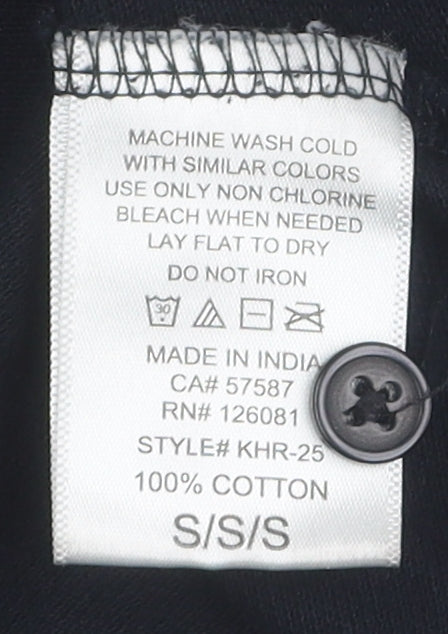 MACHINE WASH COLD
WITH SIMILAR COLORS
USE ONLY NON CHLORINE
BLEACH WHEN NEEDED
LAY FLAT TO DRY
DO NOT IRON
30
MADE IN INDIA
CA# 57587
RN# 126081
STYLE# KHR-25
100% COTTON
S/S/S